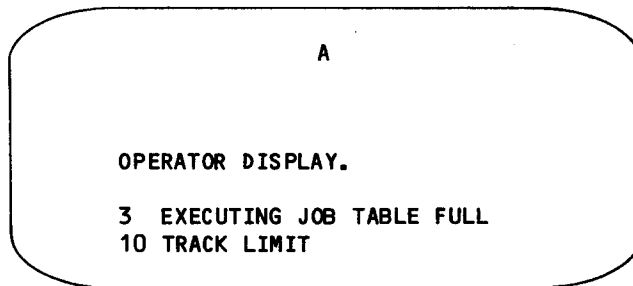 A
OPERATOR DISPLAY.
3 EXECUTING JOB TABLE FULL
10 TRACK LIMIT